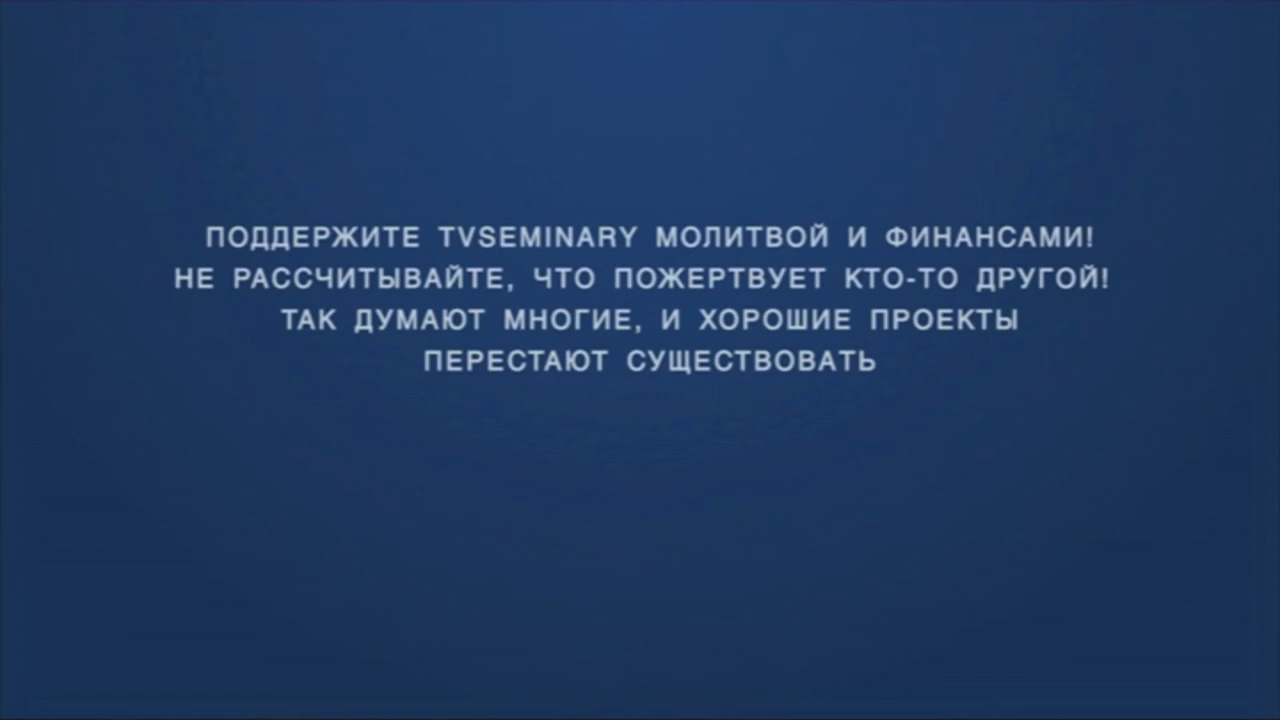 ПОДДЕРЖИТЕ TVSEMINARY МОЛИТВОЙ И ФИНАНСАМИ!
НЕ РАССЧИТЫВАЙТЕ, ЧТО ПОЖЕРТВУЕТ КТО-ТО ДРУГОЙ!
ТАК ДУМАЮТ МНОГИЕ, И ХОРОШИЕ ПРОЕКТЫ
ПЕРЕСТАЮТ СУЩЕСТВОВАТЬ